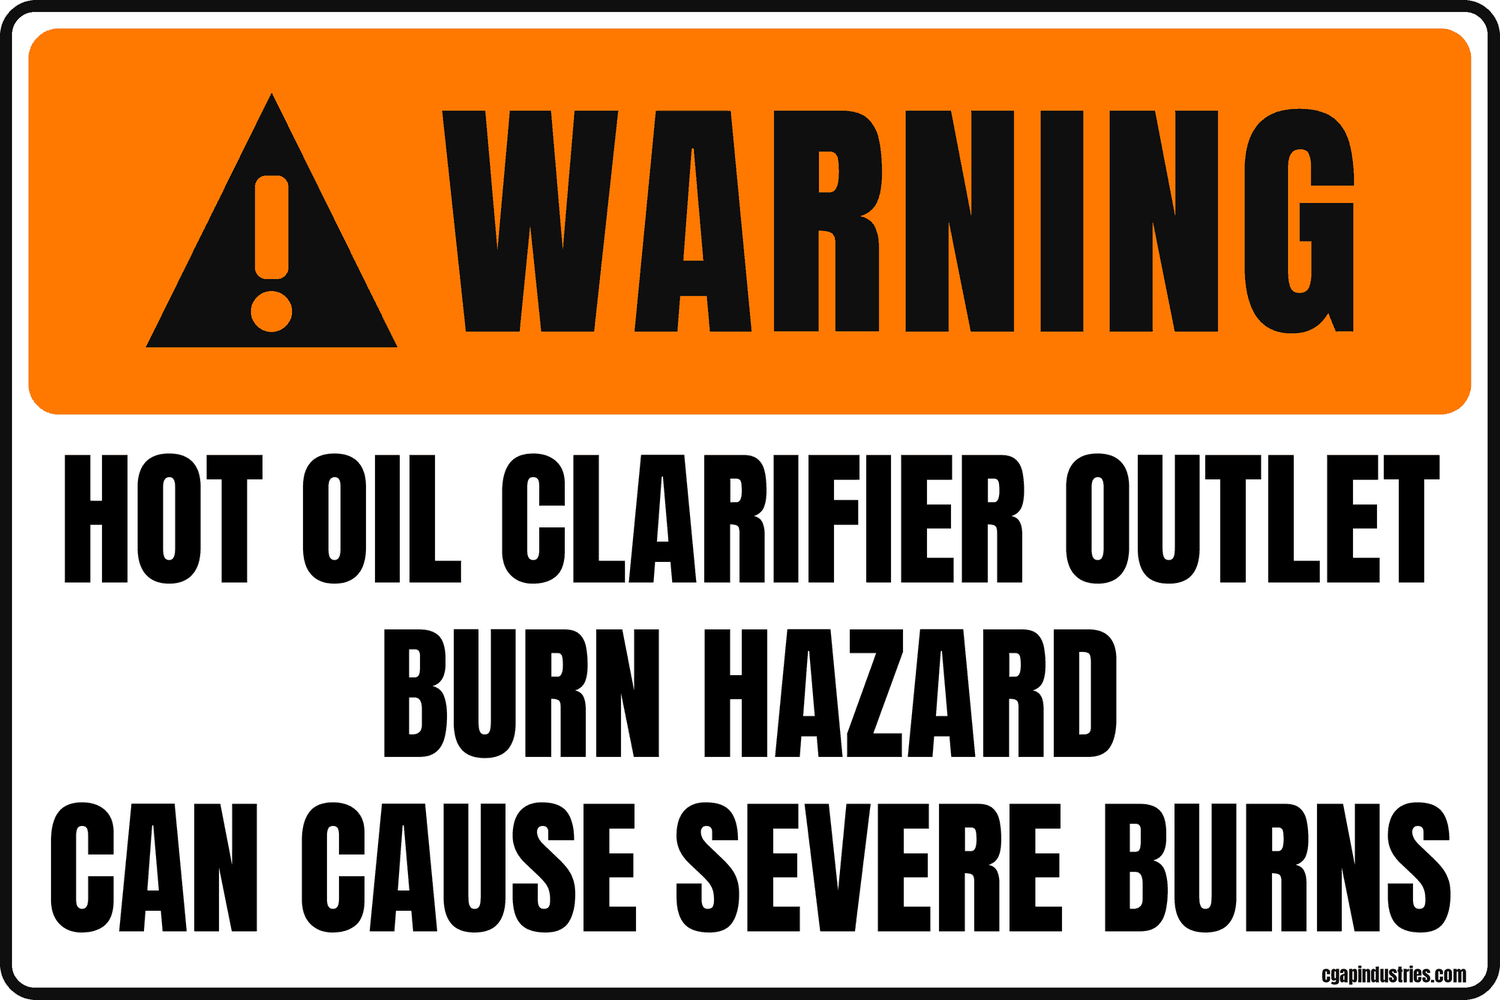 WARNING
HOT OIL CLARIFIER OUTLET
BURN HAZARD
CAN CAUSE SEVERE BURNS
cgapindustries.com